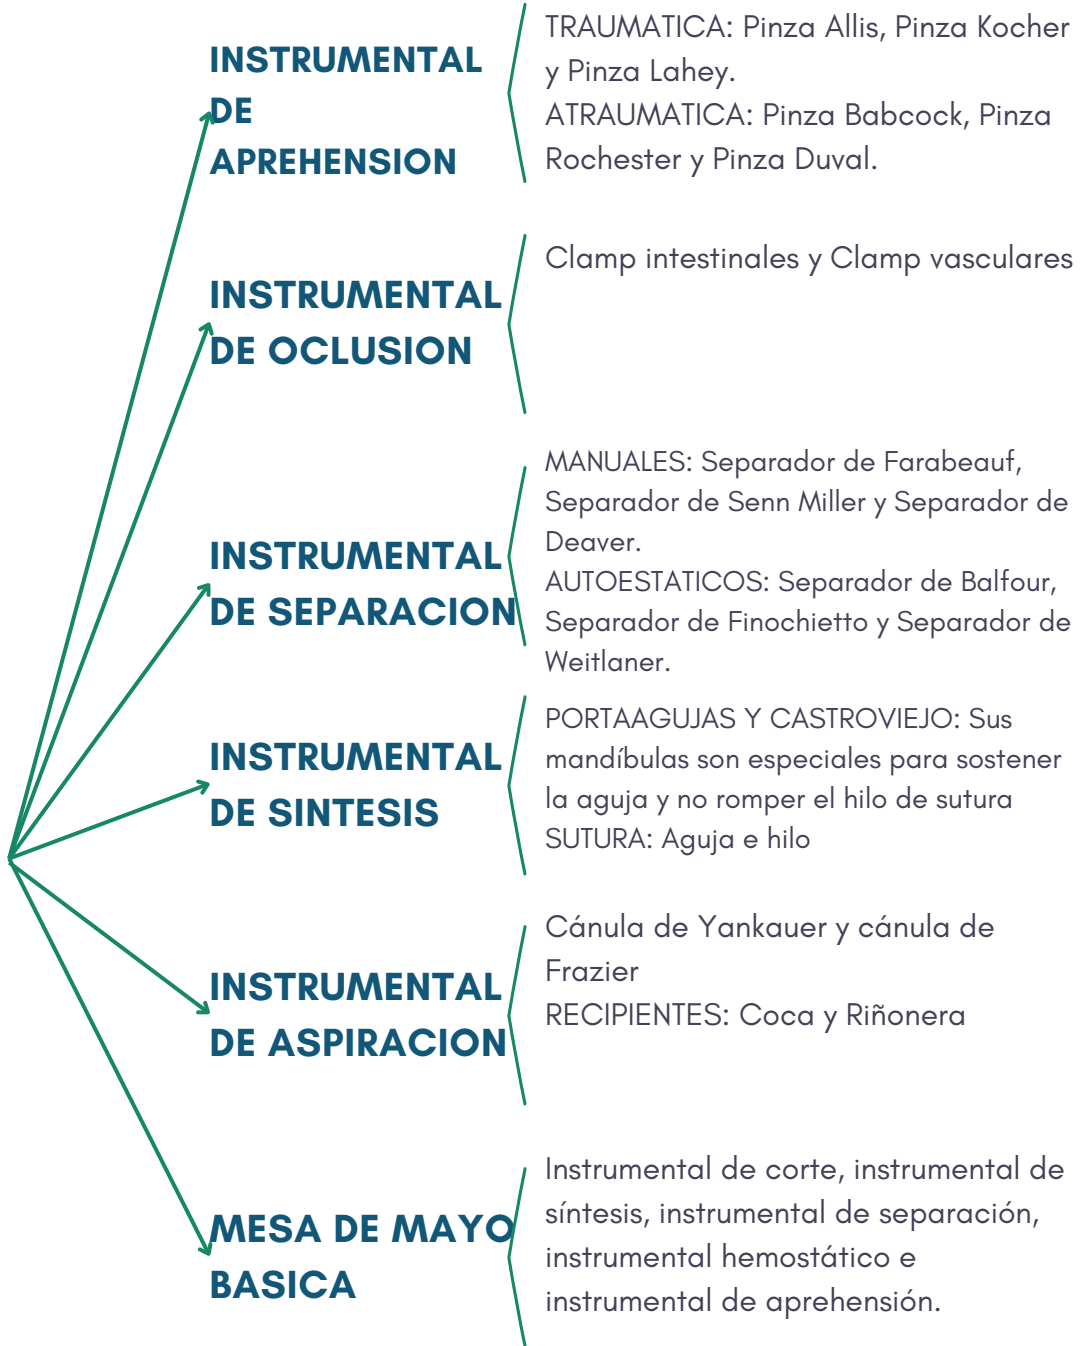 INSTRUMENTAL
DE
APREHENSION
TRAUMATICA: Pinza Allis, Pinza Kocher
y Pinza Lahey.
ATRAUMATICA: Pinza Babcock, Pinza
Rochester y Pinza Duval.
INSTRUMENTAL
DE OCLUSION
Clamp intestinales y Clamp vasculares
INSTRUMENTAL
DE SEPARACION
MANUALES: Separador de Farabeauf,
Separador de Senn Miller y Separador de
Deaver.
AUTOESTATICOS: Separador de Balfour,
Separador de Finochietto y Separador de
Weitlaner.
INSTRUMENTAL
DE SINTESIS
PORTAAGUJAS Y CASTROVIEJO: Sus
mandíbulas son especiales para sostener
la aguja y no romper el hilo de sutura
SUTURA: Aguja e hilo
INSTRUMENTAL
DE ASPIRACION
Cánula de Yankauer y cánula de
Frazier
RECIPIENTES: Coca y Riñonera
MESA DE MAYO
BASICA
Instrumental de corte, instrumental de
síntesis, instrumental de separación,
instrumental hemostático e
instrumental de aprehensión.